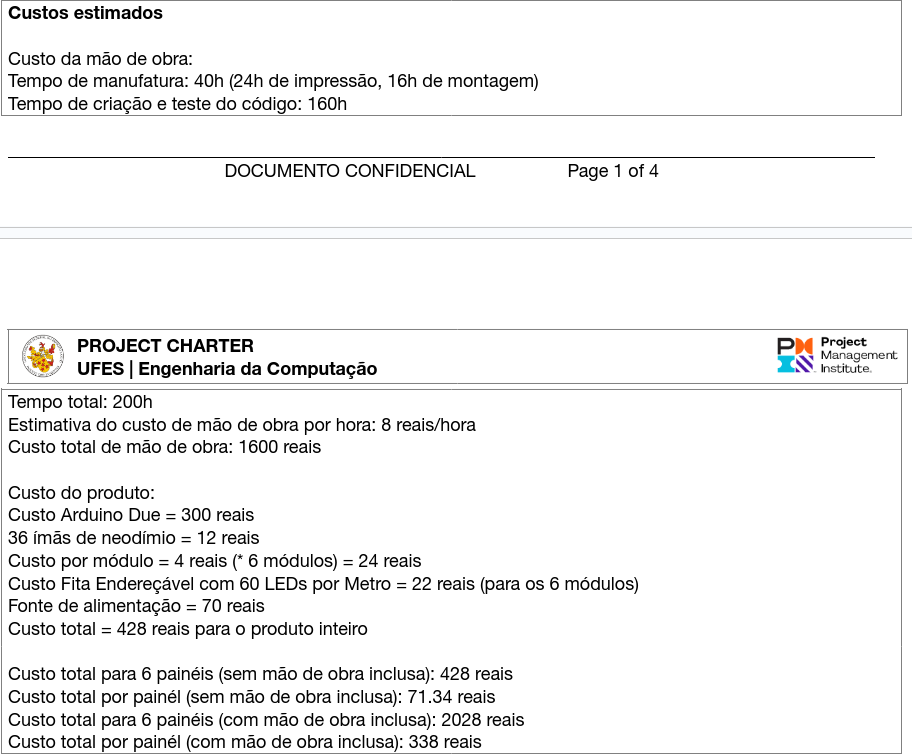 Custos estimados
Custo da mão de obra:
Tempo de manufatura: 40h (24h de impressão, 16h de montagem)
Tempo de criação e teste do código: 160h
DOCUMENTO CONFIDENCIAL Page 1 of 4
PROJECT CHARTER
UFES | Engenharia da Computação
Project
Management
Institute.
Tempo total: 200h
Estimativa do custo de mão de obra por hora: 8 reais/hora
Custo total de mão de obra: 1600 reais
Custo do produto:
Custo Arduino Due = 300 reais
36 ímãs de neodímio = 12 reais
Custo por módulo = 4 reais (* 6 módulos) = 24 reais
Custo Fita Endereçável com 60 LEDs por Metro = 22 reais (para os 6 módulos)
Fonte de alimentação = 70 reais
Custo total = 428 reais para o produto inteiro
Custo total para 6 painéis (sem mão de obra inclusa): 428 reais
Custo total por painél (sem mão de obra inclusa): 71.34 reais
Custo total para 6 painéis (com mão de obra inclusa): 2028 reais
Custo total por painél (com mão de obra inclusa): 338 reais